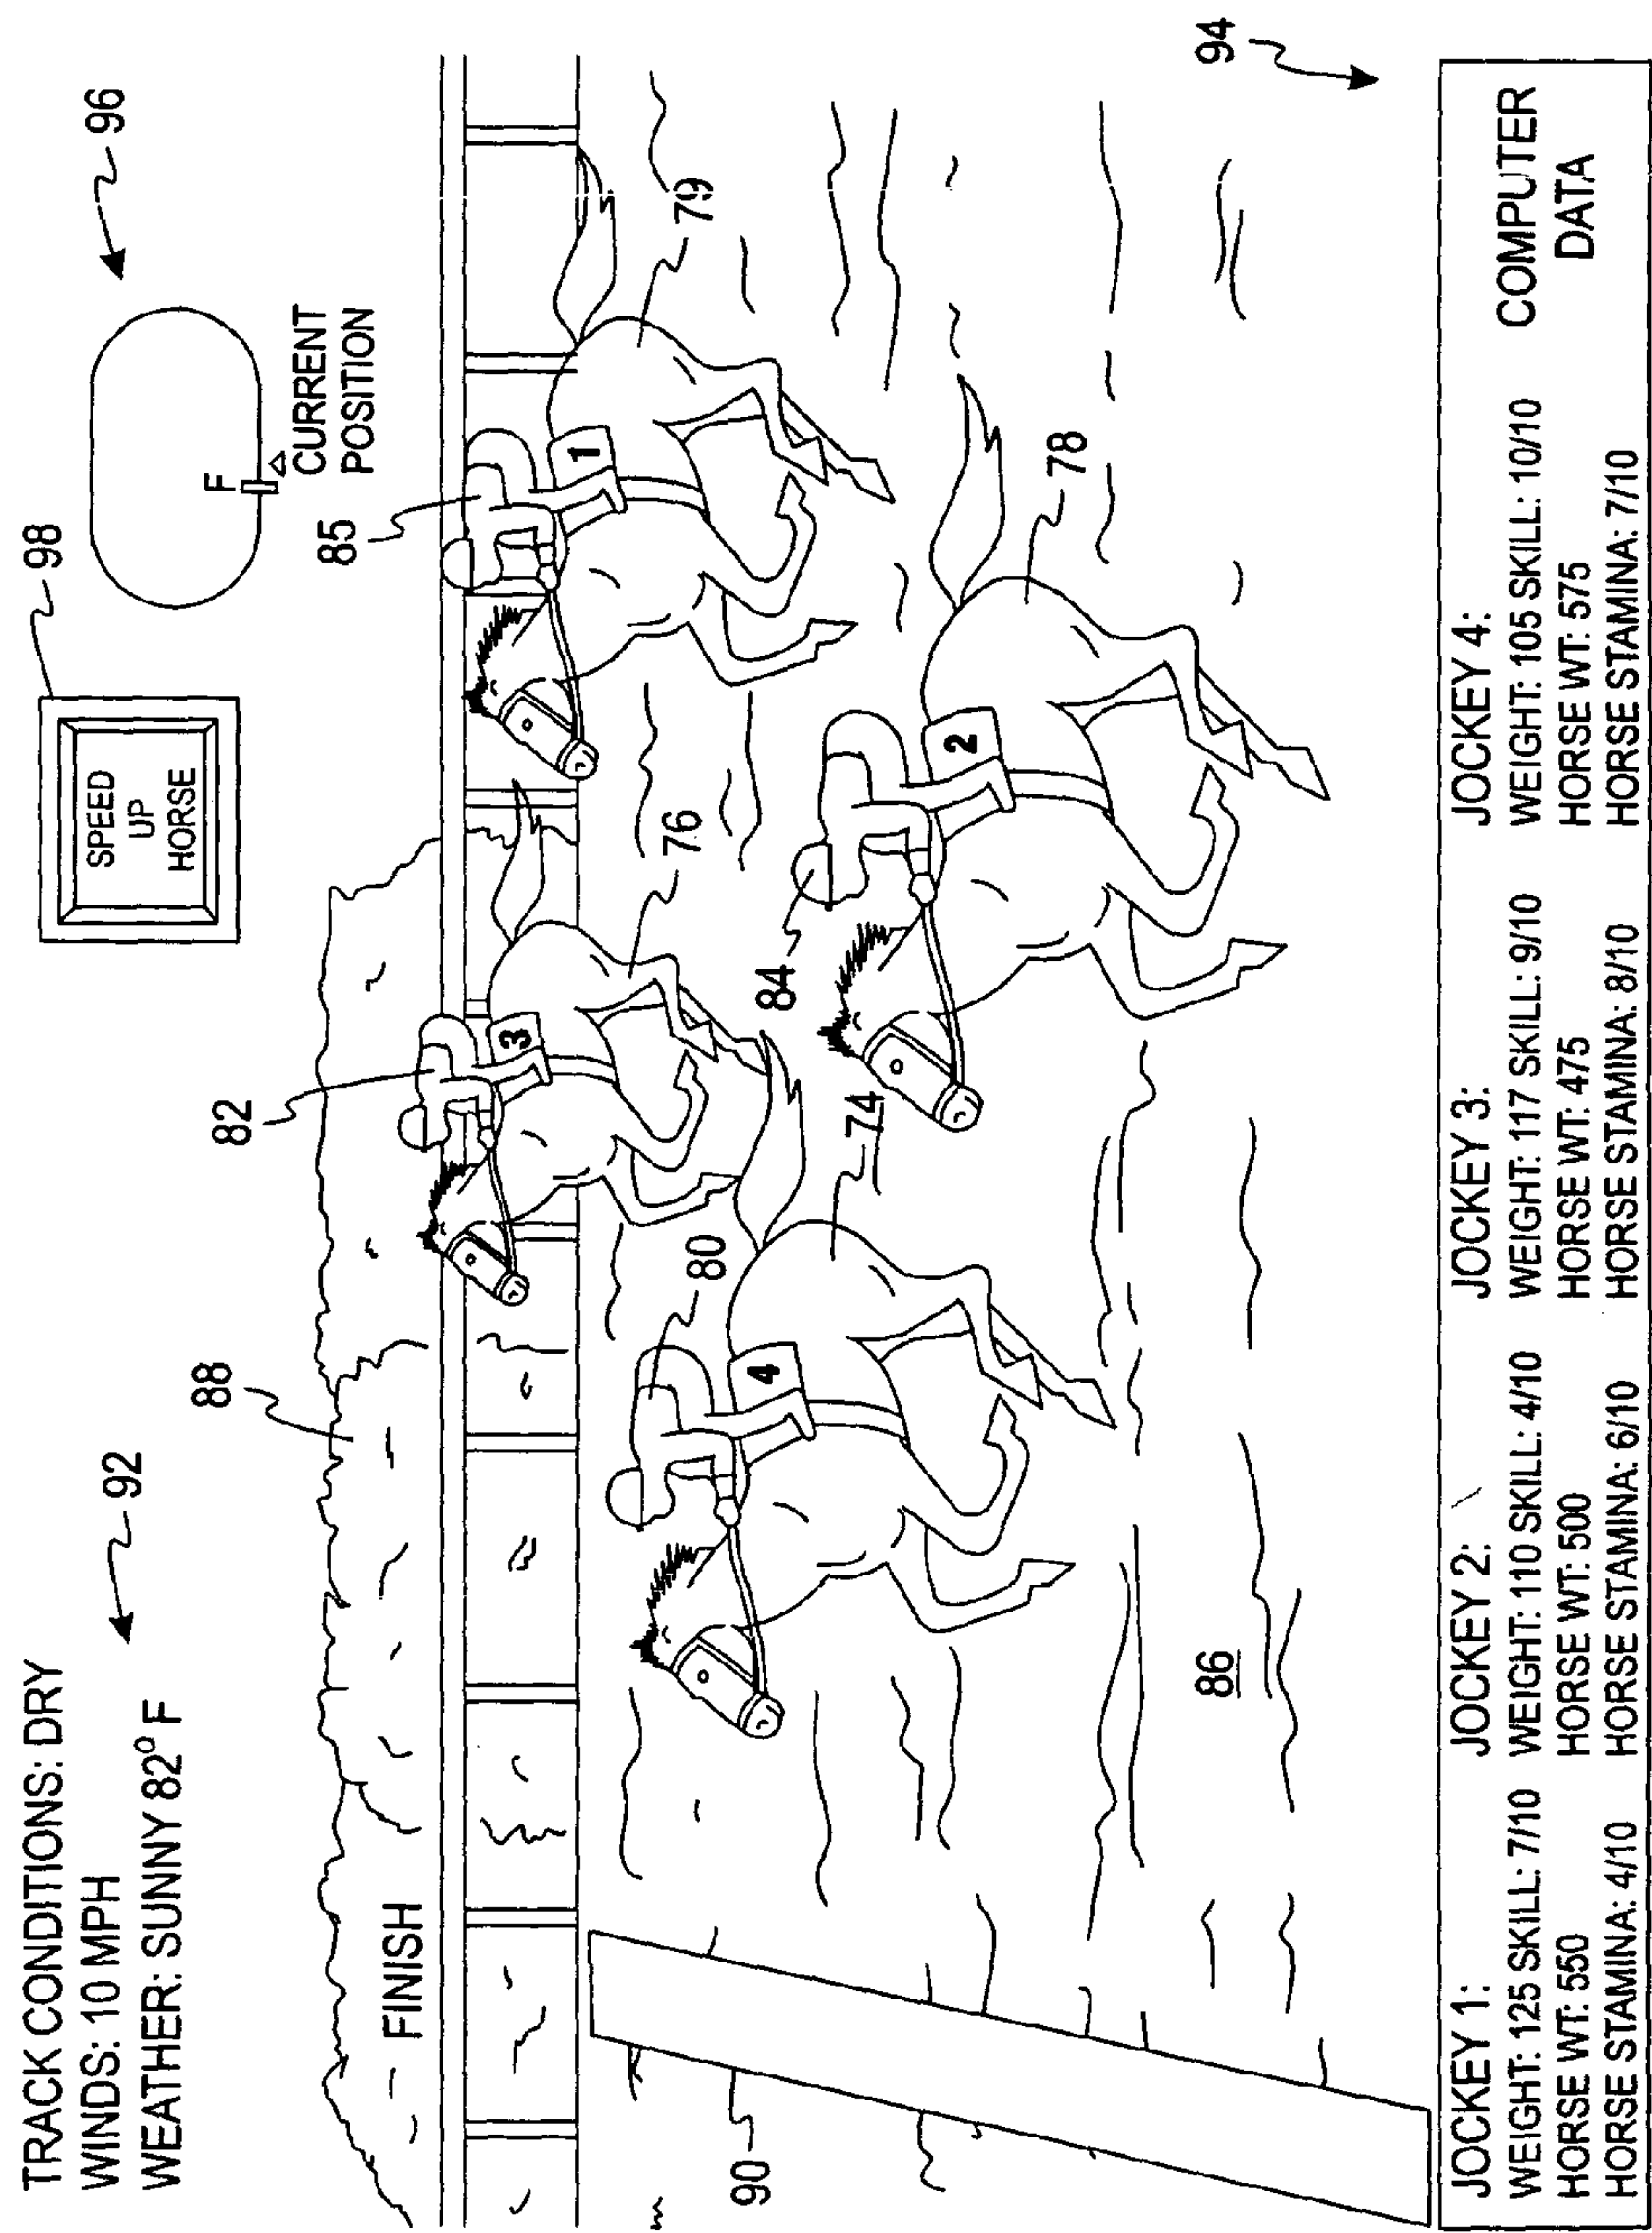 TRACK CONDITIONS: DRY
WINDS: 10 MPH
WEATHER: SUNNY 82° F
92
88
82
SPEED
UP
HORSE
98
F
CURRENT
POSITION
96
85
FINISH
80
3
76
1
79
4
74
84
2
78
90
86
94
JOCKEY 1:
WEIGHT: 125 SKILL: 7/10
HORSE WT: 550
HORSE STAMINA: 4/10
JOCKEY 2:
WEIGHT: 110 SKILL: 4/10
HORSE WT: 500
HORSE STAMINA: 6/10
JOCKEY 3:
WEIGHT: 117 SKILL: 9/10
HORSE WT: 475
HORSE STAMINA: 8/10
JOCKEY 4:
WEIGHT: 105 SKILL: 10/10
HORSE WT: 575
HORSE STAMINA: 7/10
COMPUTER
DATA